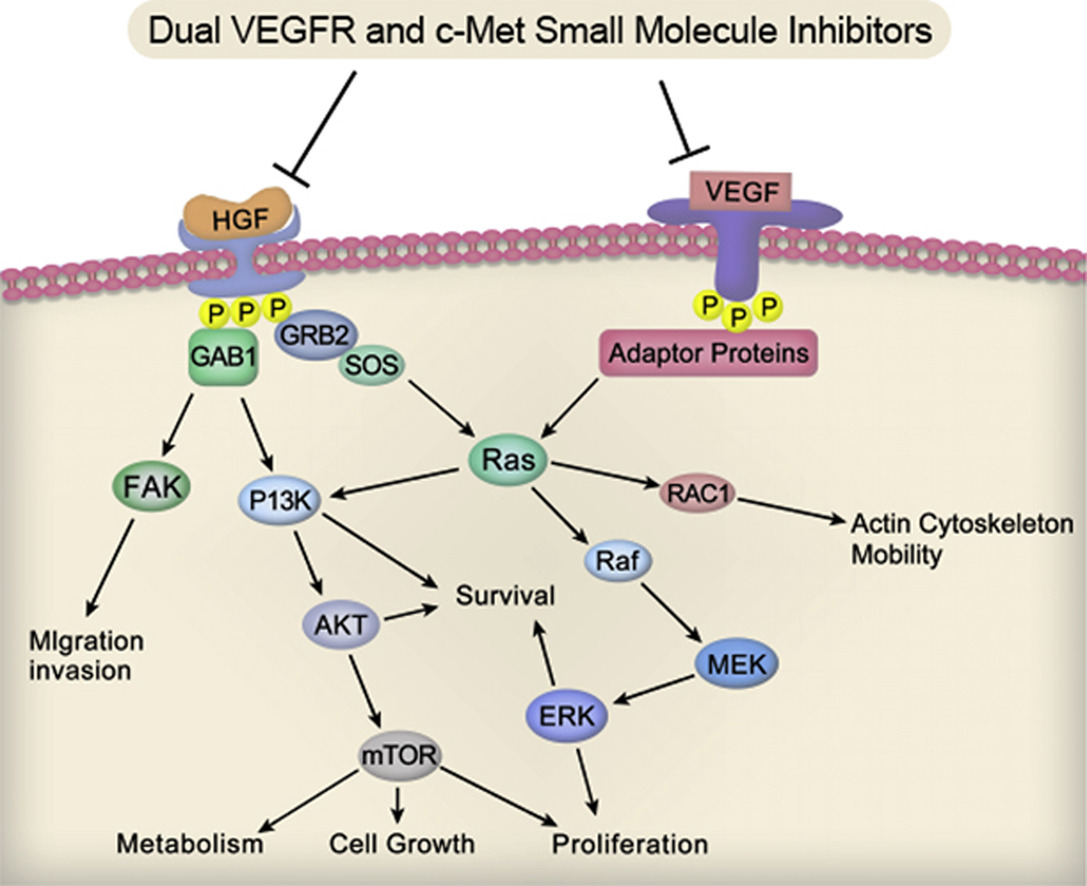 Dual VEGFR and c-Met Small Molecule Inhibitors
HGF
VEGF
P P P
P P P
GAB1
GRB2
SOS
Adaptor Proteins
Ras
FAK
P13K
RAC1
Actin Cytoskeleton
Mobility
Raf
Survival
AKT
MIgration
invasion
MEK
ERK
mTOR
Metabolism
Cell Growth
Proliferation